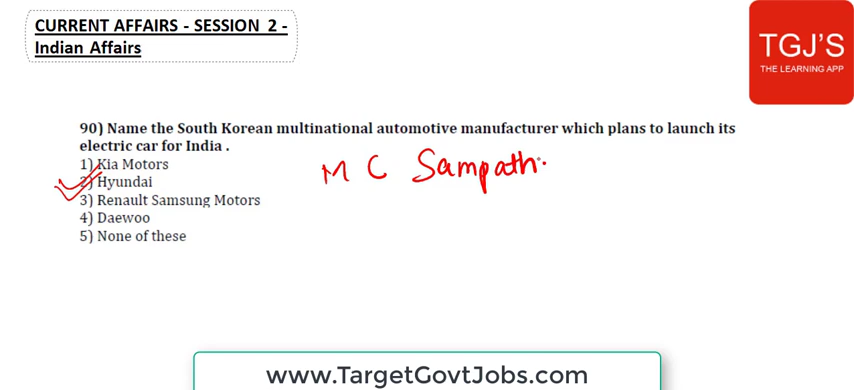 CURRENT AFFAIRS - SESSION 2 -
Indian Affairs
TGJ'S
THE LEARNING APP
90) Name the South Korean multinational automotive manufacturer which plans to launch its
electric car for India .
1) Kia Motors
2) Hyundai
3) Renault Samsung Motors
4) Daewoo
5) None of these
M C Sampath.
www.TargetGovtJobs.com